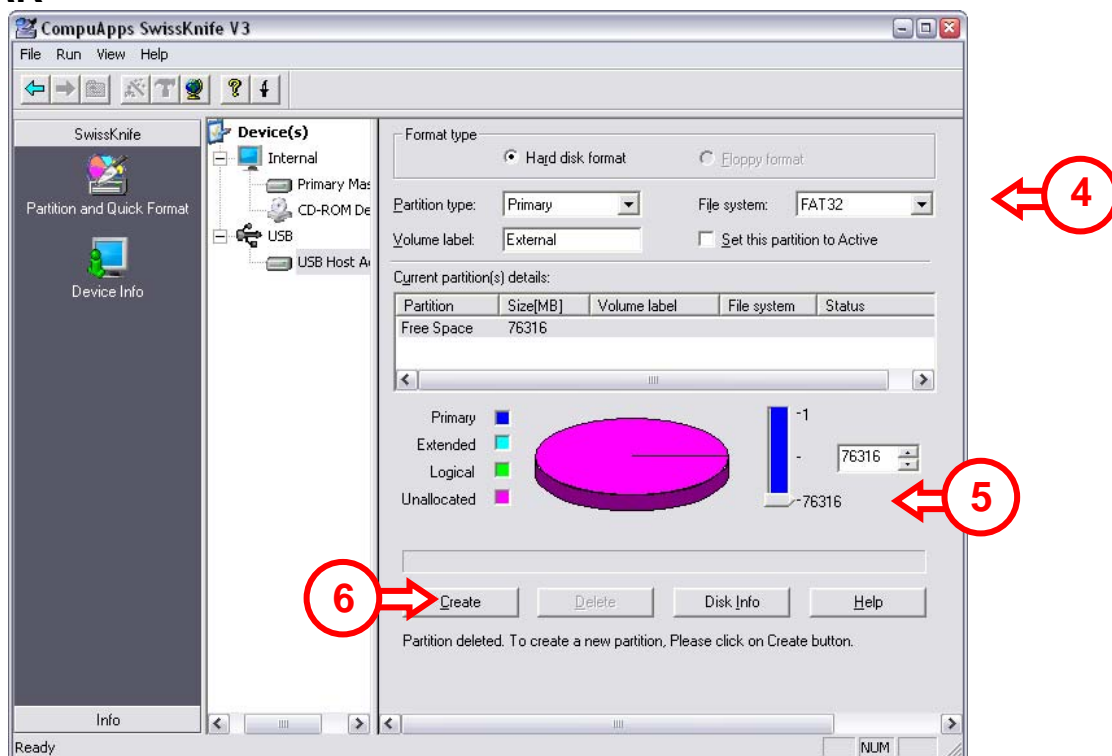 CompuApps SwissKnife V3
File Run View Help
SwissKnife
Partition and Quick Format
Device Info
Info
Device(s)
Internal
Primary Mas
CD-ROM De
USB
USB Host A
Format type
Hard disk format
Floppy format
Partition type: Primary File system: FAT32
4
Volume label: External Set this partition to Active
Current partition(s) details:
Partition Size[MB] Volume label File system Status
Free Space 76316
Primary
Extended
Logical
Unallocated
-1
-
76316
-76316
5
6
Create Delete Disk Info Help
Partition deleted. To create a new partition, Please click on Create button.
Ready NUM